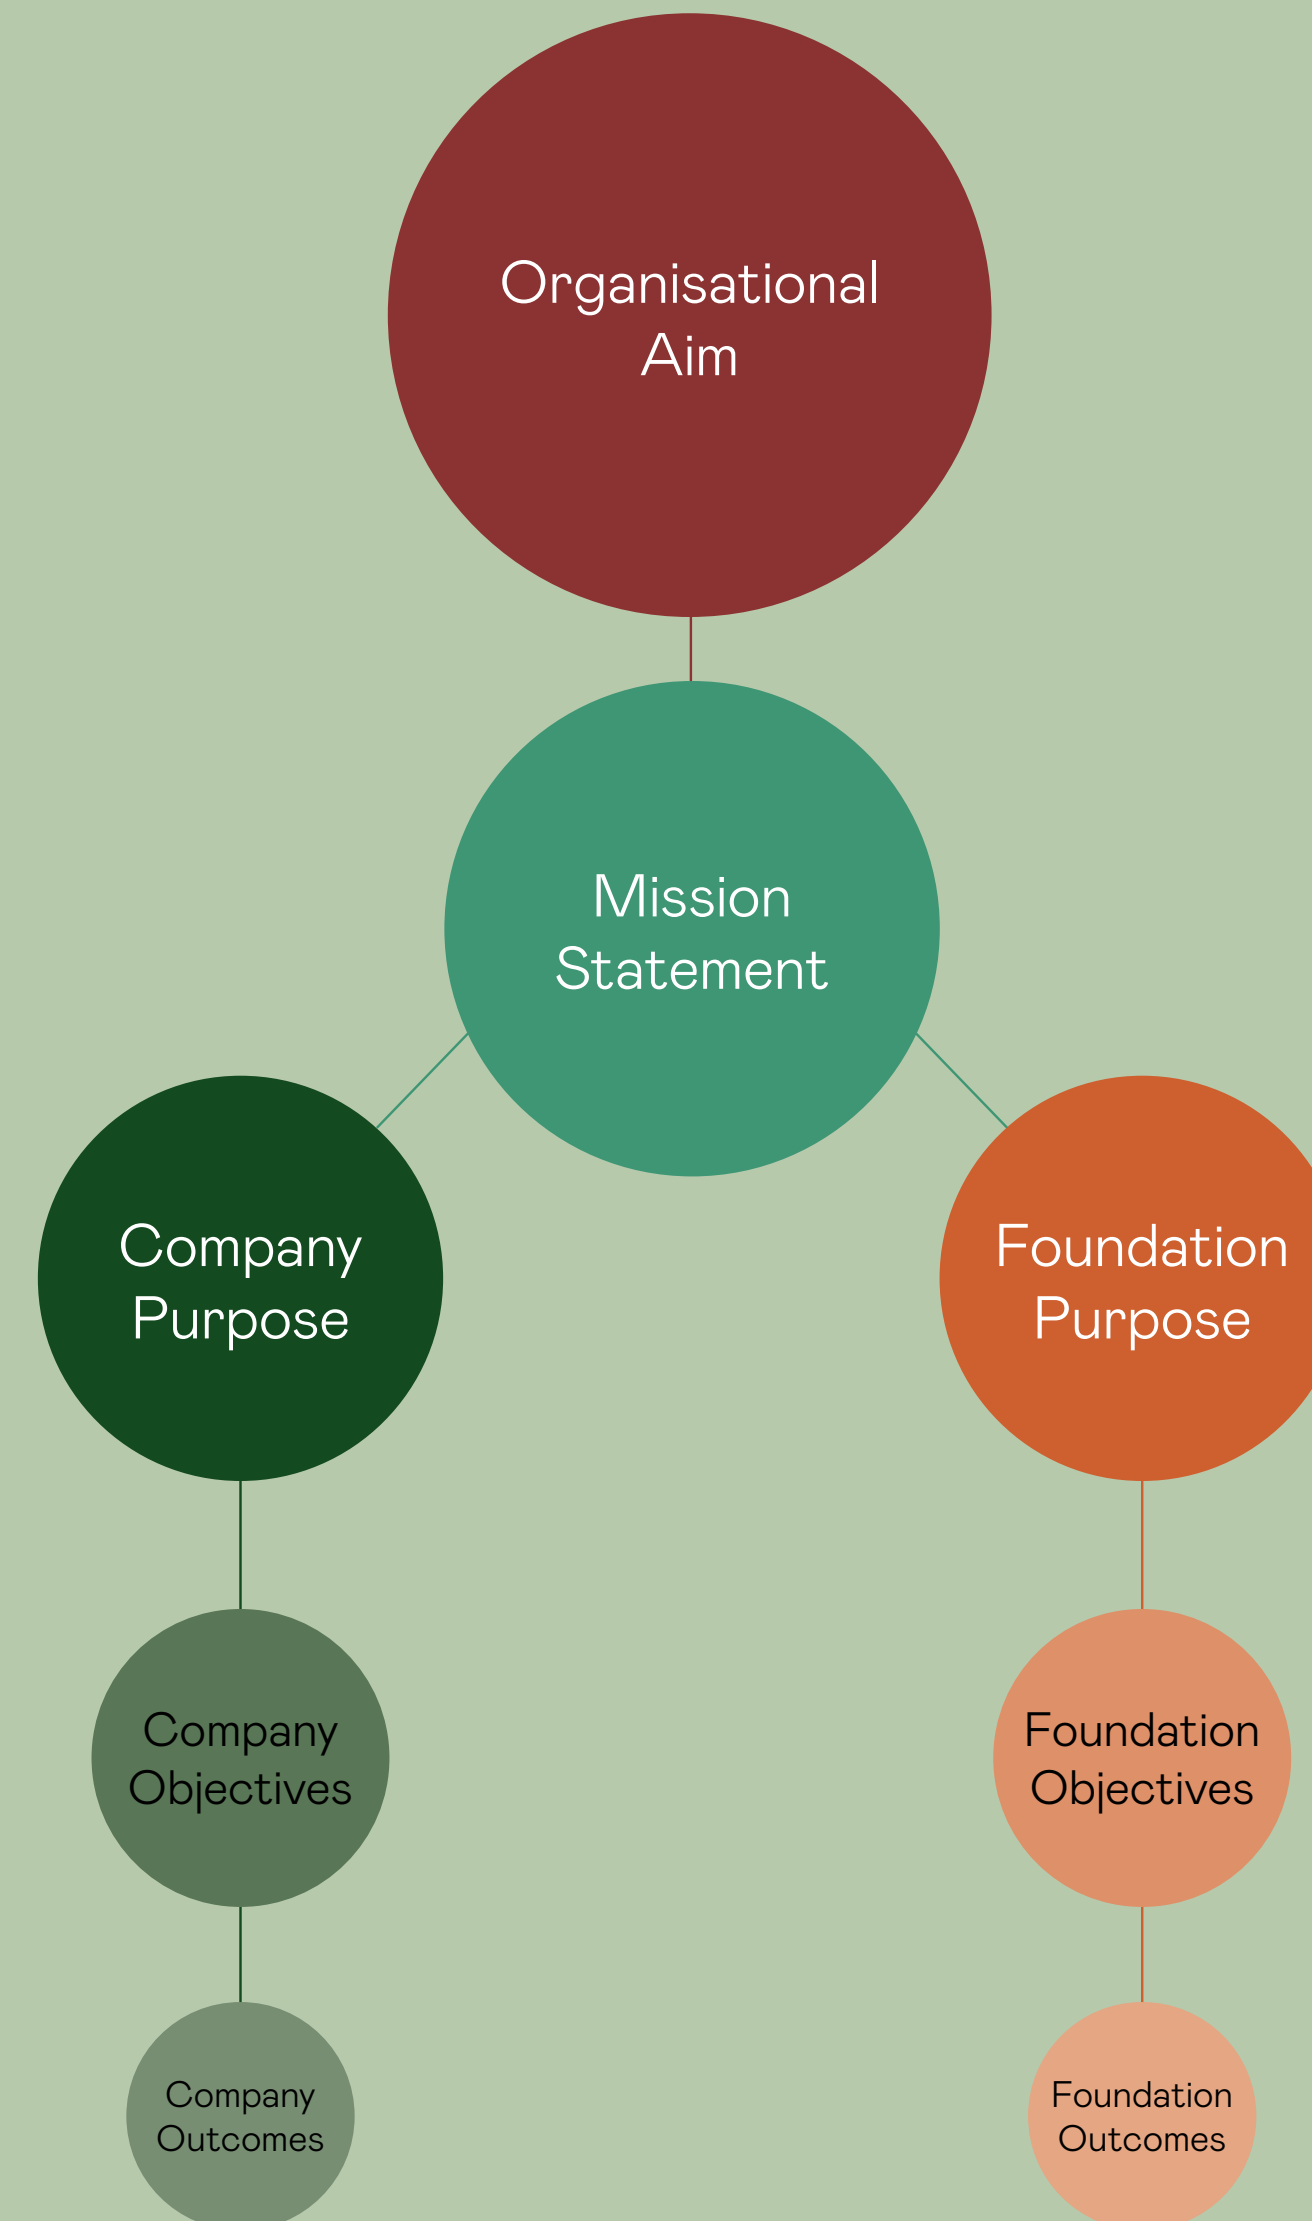 Organisational
Aim
Mission
Statement
Company
Purpose
Foundation
Purpose
Company
Objectives
Foundation
Objectives
Company
Outcomes
Foundation
Outcomes